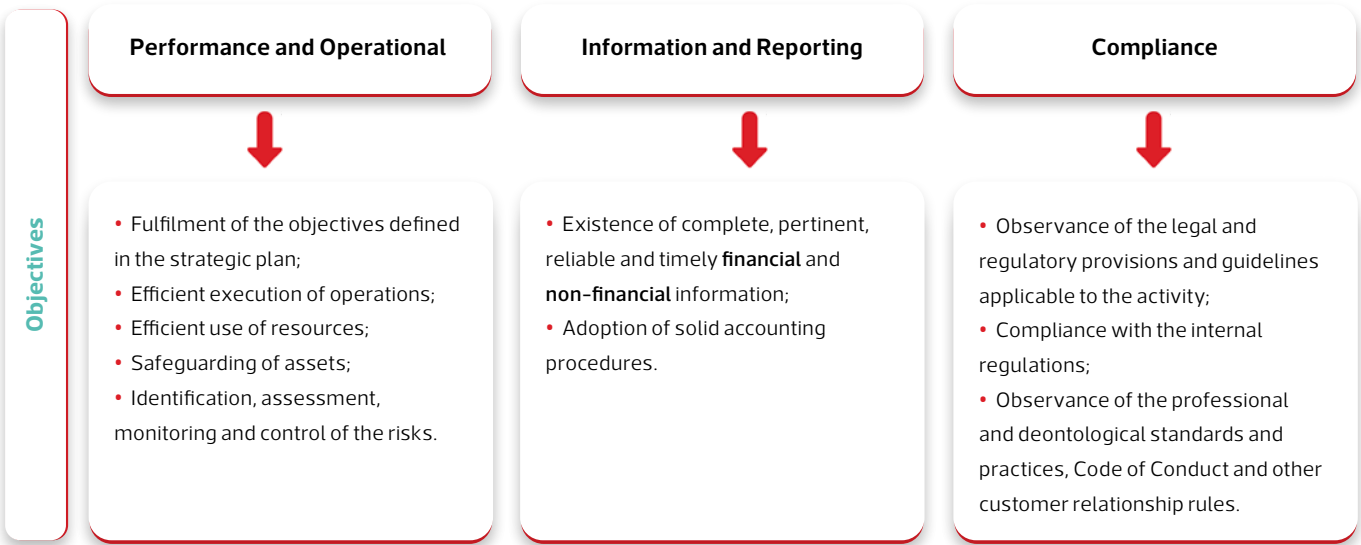 Objectives
Performance and Operational
• Fulfilment of the objectives defined
in the strategic plan;
• Efficient execution of operations;
• Efficient use of resources;
• Safeguarding of assets;
• Identification, assessment,
monitoring and control of the risks.
Information and Reporting
• Existence of complete, pertinent,
reliable and timely financial and
non-financial information;
• Adoption of solid accounting
procedures.
Compliance
• Observance of the legal and
regulatory provisions and guidelines
applicable to the activity;
• Compliance with the internal
regulations;
• Observance of the professional
and deontological standards and
practices, Code of Conduct and other
customer relationship rules.